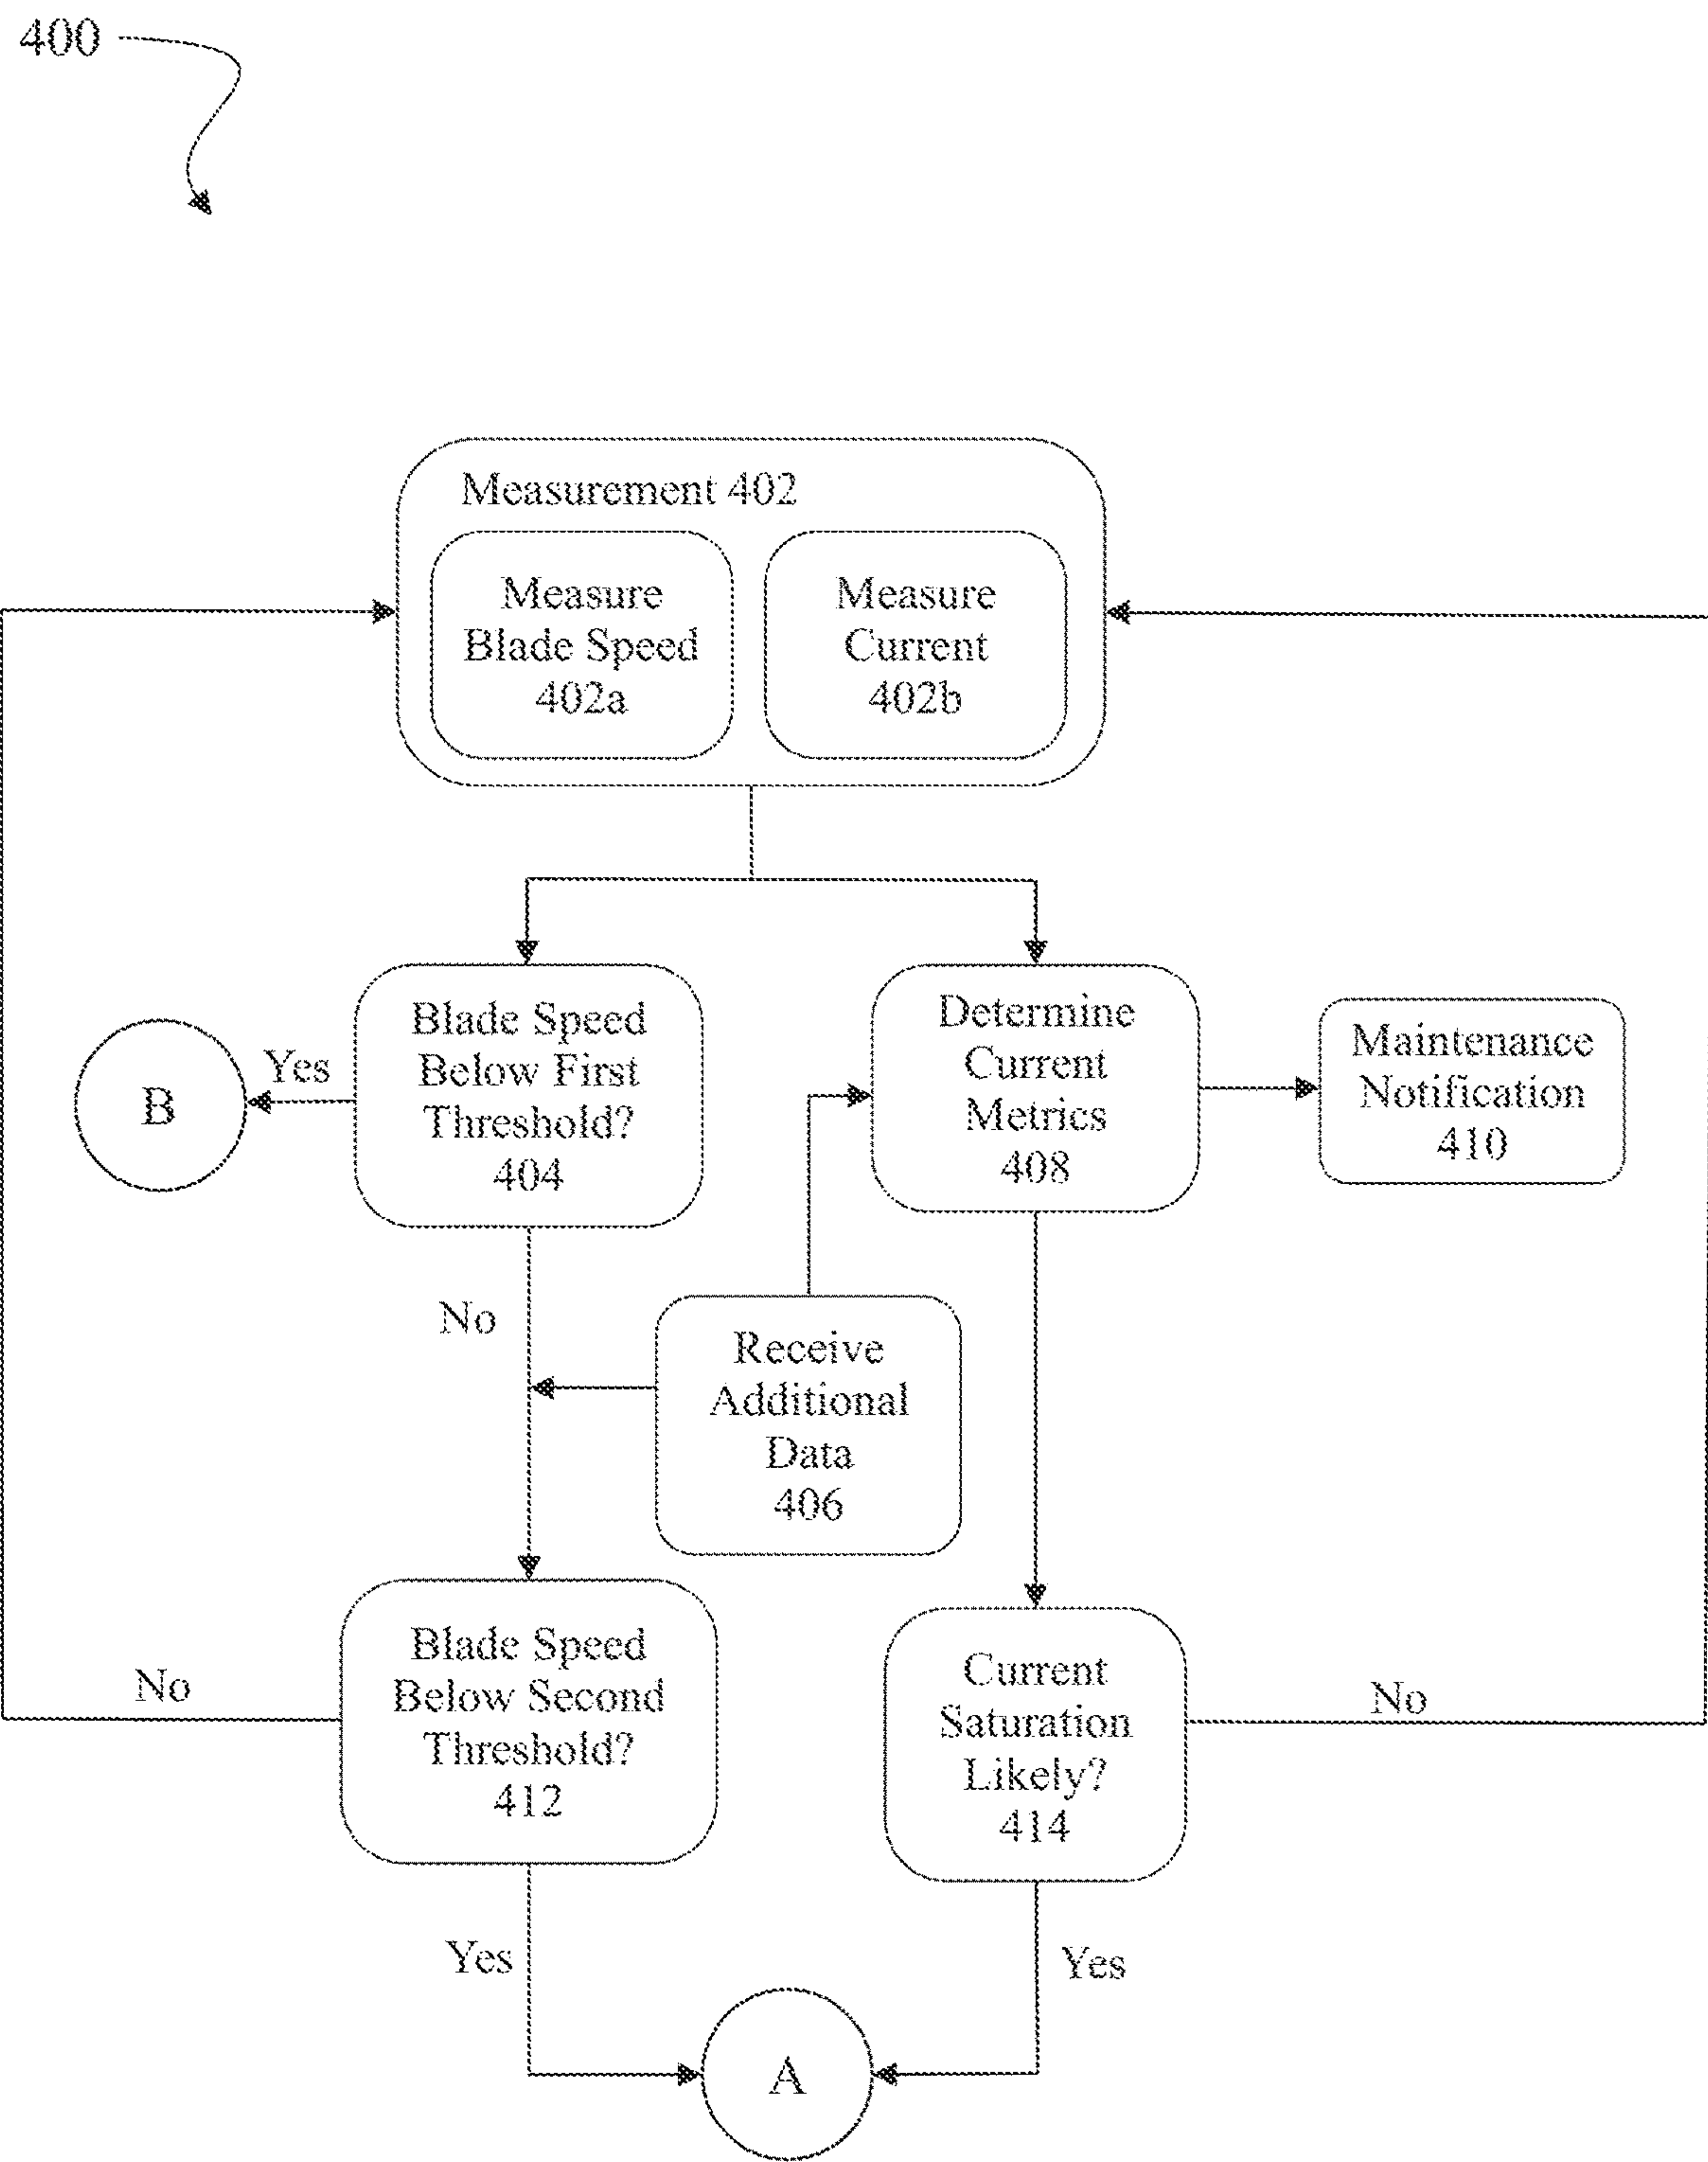 400
Measurement 402
Measure
Blade Speed
402a
Measure
Current
402b
Blade Speed
Below First
Threshold?
404
Yes
B
Determine
Current
Metrics
408
Maintenance
Notification
410
No
Receive
Additional
Data
406
Blade Speed
Below Second
Threshold?
412
No
Current
Saturation
Likely?
414
No
Yes
Yes
A